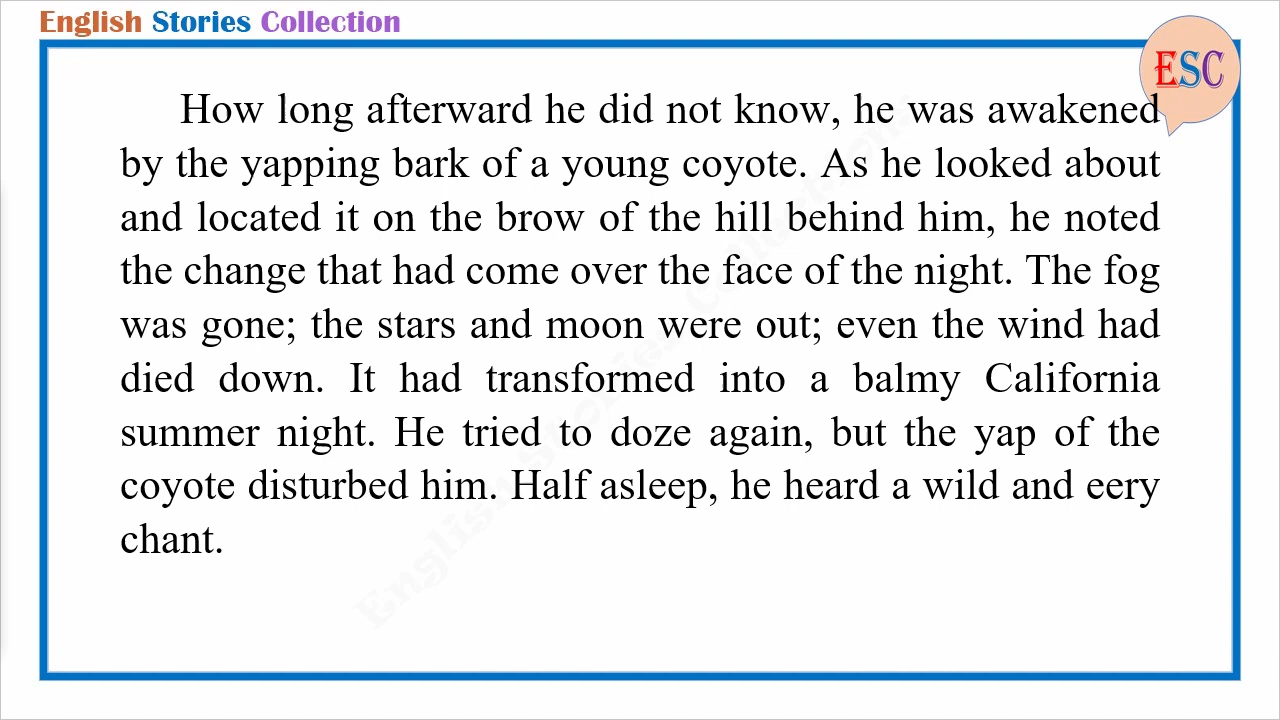 English Stories Collection
ESC
How long afterward he did not know, he was awakened
by the yapping bark of a young coyote. As he looked about
and located it on the brow of the hill behind him, he noted
the change that had come over the face of the night. The fog
was gone; the stars and moon were out; even the wind had
died down. It had transformed into a balmy California
summer night. He tried to doze again, but the yap of the
coyote disturbed him. Half asleep, he heard a wild and eery
chant.
English Stories Collection